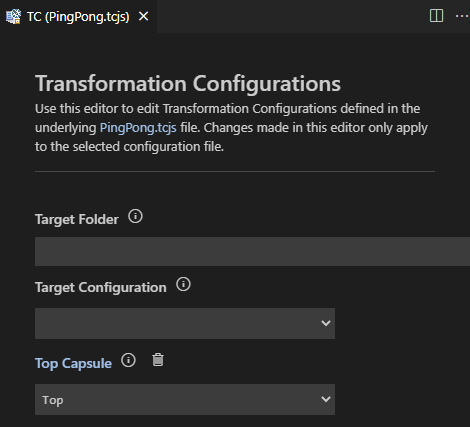 TC (PingPong.tcjs)
Transformation Configurations
Use this editor to edit Transformation Configurations defined in the
underlying PingPong.tcjs file. Changes made in this editor only apply
to the selected configuration file.
Target Folder
Target Configuration
Top Capsule
Top